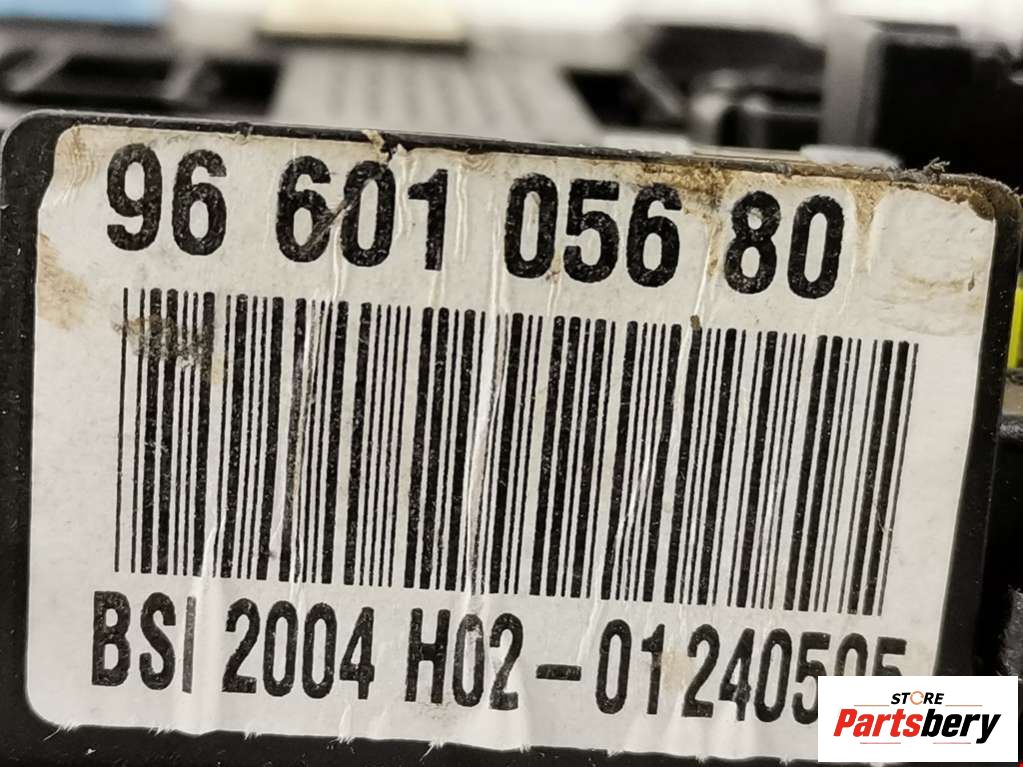 96 601 056 80
BSI 2004 H02-01 240505
STORE
Partsbery